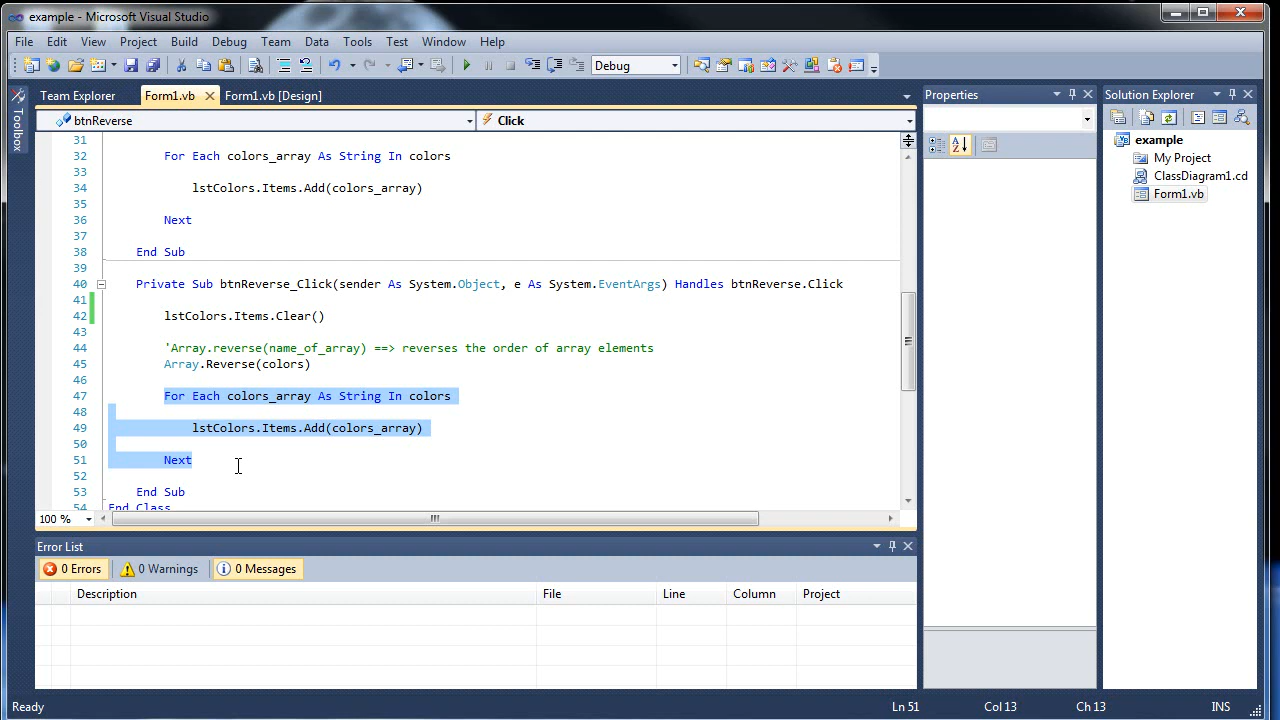 example - Microsoft Visual Studio
File Edit View Project Build Debug Team Data Tools Test Window Help
Debug
Team Explorer Form1.vb Form1.vb [Design]
btnReverse Click
31
32 For Each colors_array As String In colors
33
34 lstColors.Items.Add(colors_array)
35
36 Next
37
38 End Sub
39
40 Private Sub btnReverse_Click(sender As System.Object, e As System.EventArgs) Handles btnReverse.Click
41
42 lstColors.Items.Clear()
43
44 'Array.reverse(name_of_array) ==> reverses the order of array elements
45 Array.Reverse(colors)
46
47 For Each colors_array As String In colors
48
49 lstColors.Items.Add(colors_array)
50
51 Next
52
53 End Sub
54 End Class
100 %
Toolbox
Properties
Solution Explorer
example
My Project
ClassDiagram1.cd
Form1.vb
Error List
0 Errors 0 Warnings 0 Messages
Description File Line Column Project
Ready Ln 51 Col 13 Ch 13 INS